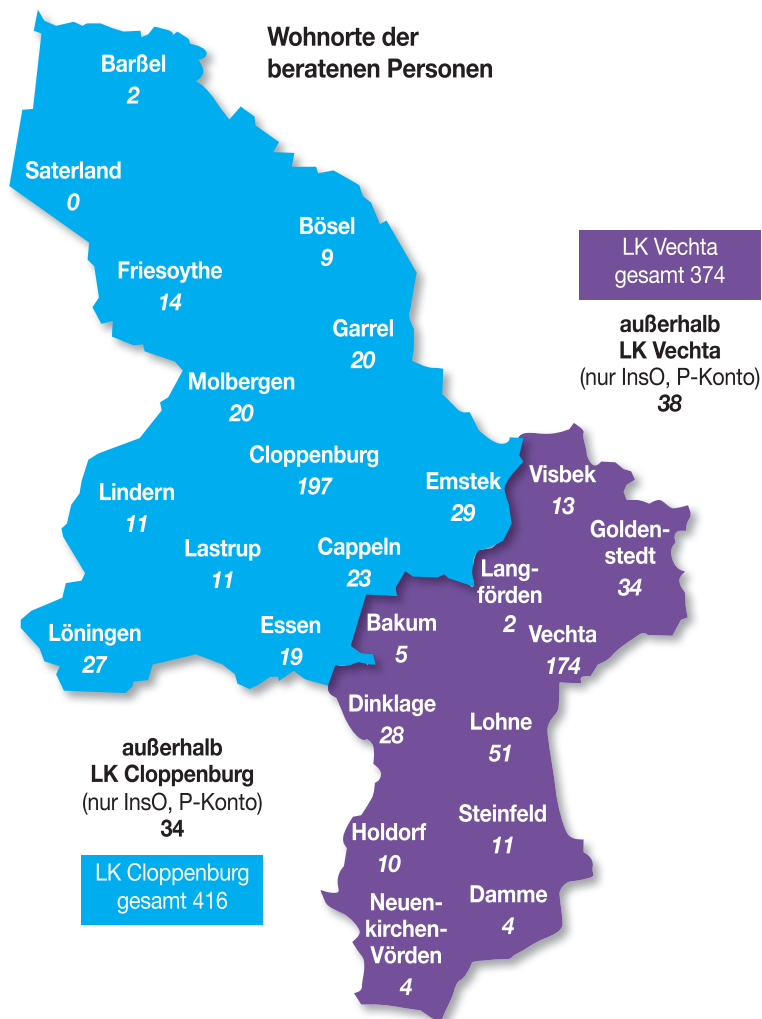 Wohnorte der
beratenen Personen
Barßel
2
Saterland
0
Bösel
9
Friesoythe
14
Garrel
20
Molbergen
20
Cloppenburg
197
Emstek
29
Lindern
11
Lastrup
11
Cappeln
23
Löningen
27
Essen
19
LK Vechta
gesamt 374
außerhalb
LK Vechta
(nur InsO, P-Konto)
38
Visbek
13
Golden-
stedt
34
Lang-
förden
2
Vechta
174
Bakum
5
Dinklage
28
Lohne
51
Steinfeld
11
Holdorf
10
Damme
4
Neuen-
kirchen-
Vörden
4
außerhalb
LK Cloppenburg
(nur InsO, P-Konto)
34
LK Cloppenburg
gesamt 416